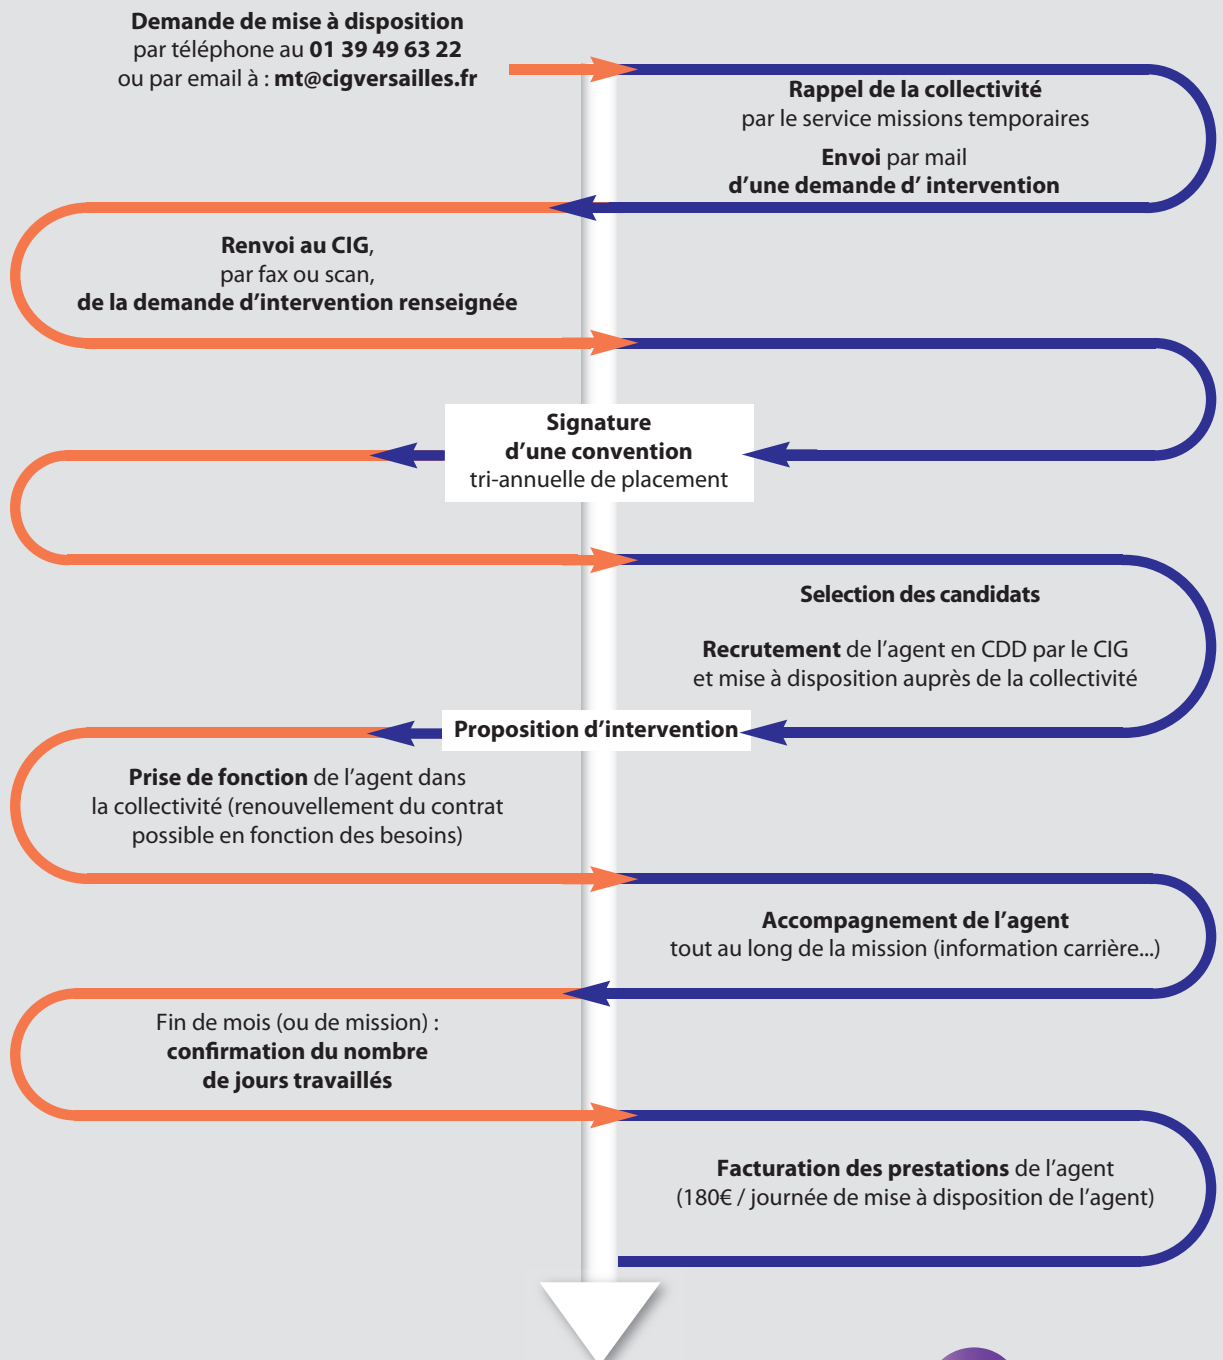 Demande de mise à disposition
par téléphone au 01 39 49 63 22
ou par email à : mt@cigversailles.fr
Rappel de la collectivité
par le service missions temporaires
Envoi par mail
d’une demande d’ intervention
Renvoi au CIG,
par fax ou scan,
de la demande d’intervention renseignée
Signature
d’une convention
tri-annuelle de placement
Selection des candidats
Recrutement de l’agent en CDD par le CIG
et mise à disposition auprès de la collectivité
Proposition d’intervention
Prise de fonction de l’agent dans
la collectivité (renouvellement du contrat
possible en fonction des besoins)
Accompagnement de l’agent
tout au long de la mission (information carrière...)
Fin de mois (ou de mission) :
confirmation du nombre
de jours travaillés
Facturation des prestations de l’agent
(180€ / journée de mise à disposition de l’agent)